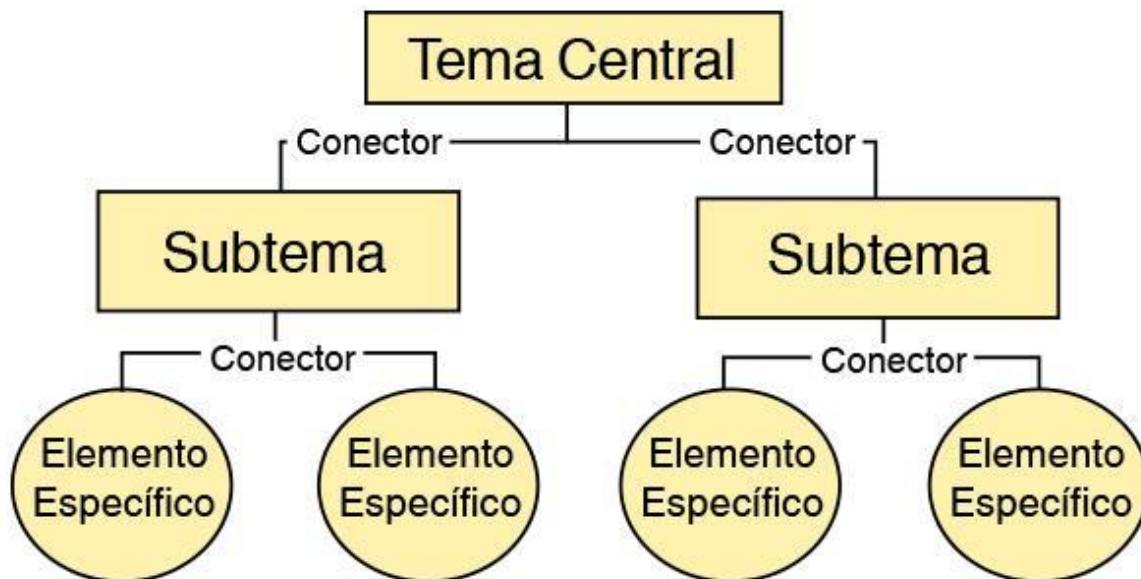 Tema Central
Conector
Conector
Subtema
Subtema
Conector
Conector
Elemento
Específico
Elemento
Específico
Elemento
Específico
Elemento
Específico